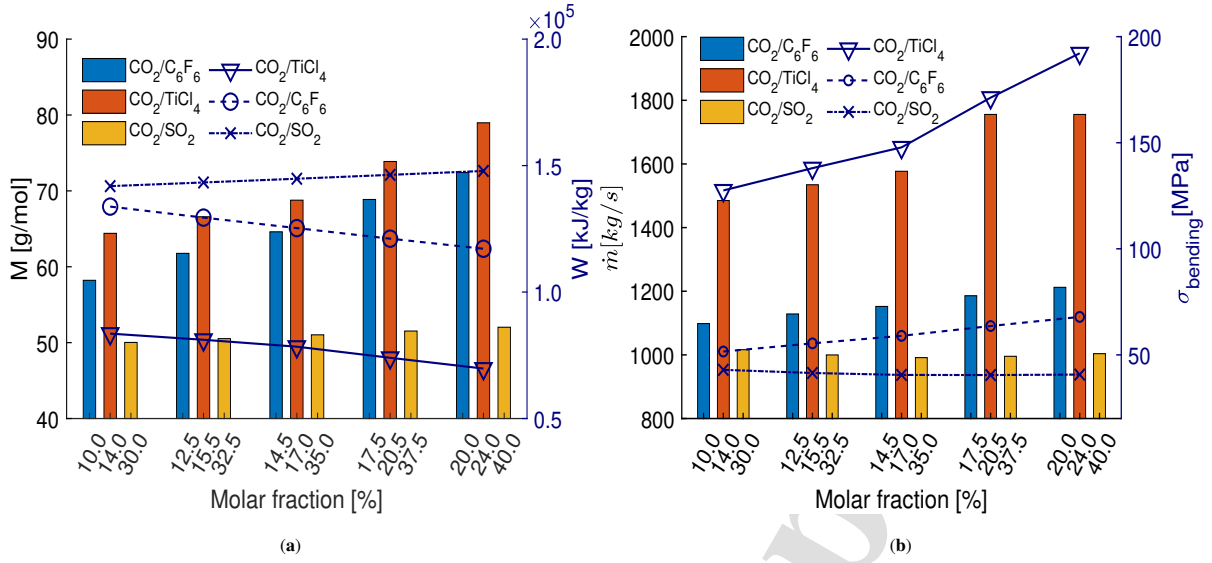 ×10⁵
90
80
70
60
50
40
M [g/mol]
2.0
1.5
1.0
0.5
W [kJ/kg]
CO₂/C₆F₆
CO₂/TiCl₄
CO₂/SO₂
CO₂/TiCl₄
CO₂/C₆F₆
CO₂/SO₂
10.0
14.0
30.0
12.5
15.5
32.5
14.5
17.5
35.0
17.5
20.5
37.5
20.0
24.0
40.0
Molar fraction [%]
(a)
2000
1800
1600
1400
1200
1000
800
ṁ[kg/s]
200
150
100
50
σbending[MPa]
CO₂/C₆F₆
CO₂/TiCl₄
CO₂/SO₂
CO₂/TiCl₄
CO₂/C₆F₆
CO₂/SO₂
10.0
14.0
30.0
12.5
15.5
32.5
14.5
17.5
35.0
17.5
20.5
37.5
20.0
24.0
40.0
Molar fraction [%]
(b)